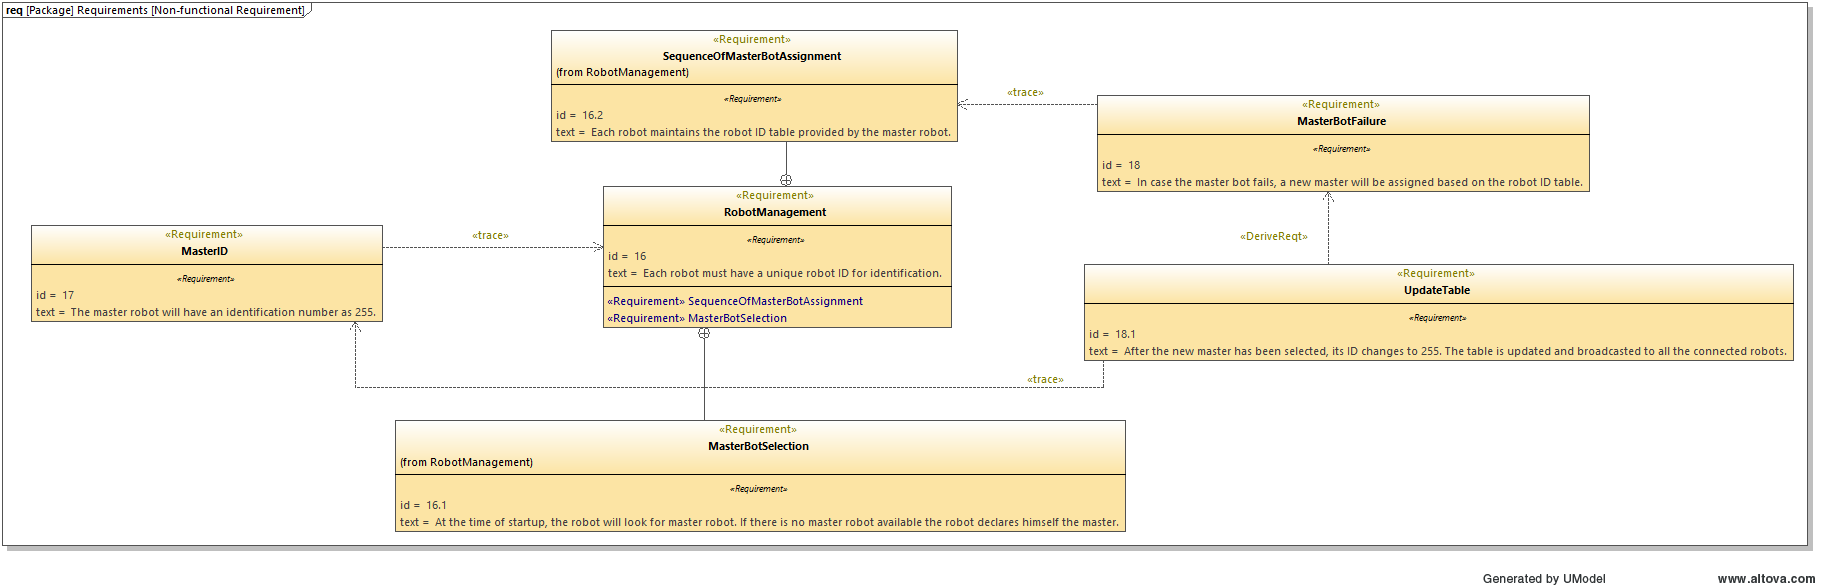 req [Package] Requirements [Non-functional Requirement]
«Requirement»
SequenceOfMasterBotAssignment
(from RobotManagement)
«Requirement»
id = 16.2
text = Each robot maintains the robot ID table provided by the master robot.
«trace»
«Requirement»
MasterBotFailure
«Requirement»
id = 18
text = In case the master bot fails, a new master will be assigned based on the robot ID table.
«Requirement»
RobotManagement
«Requirement»
id = 16
text = Each robot must have a unique robot ID for identification.
«Requirement» SequenceOfMasterBotAssignment
«Requirement» MasterBotSelection
«trace»
«Requirement»
MasterID
«Requirement»
id = 17
text = The master robot will have an identification number as 255.
«DeriveReqt»
«Requirement»
UpdateTable
«Requirement»
id = 18.1
text = After the new master has been selected, its ID changes to 255. The table is updated and broadcasted to all the connected robots.
«trace»
«Requirement»
MasterBotSelection
(from RobotManagement)
«Requirement»
id = 16.1
text = At the time of startup, the robot will look for master robot. If there is no master robot available the robot declares himself the master.
Generated by UModel
www.altova.com